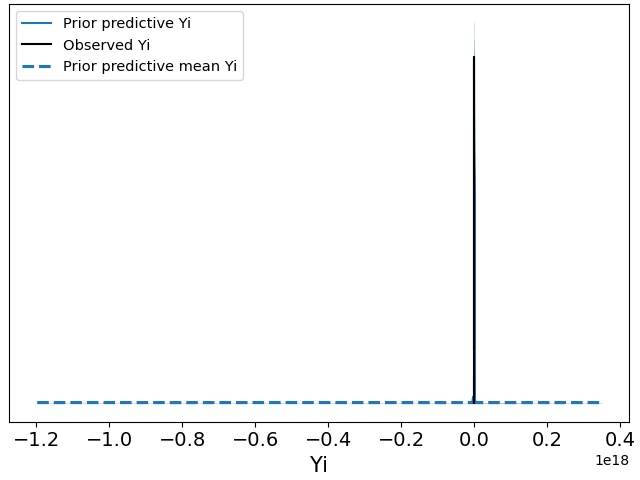 Prior predictive Yi
Observed Yi
Prior predictive mean Yi
−1.2 −1.0 −0.8 −0.6 −0.4 −0.2 0.0 0.2 0.4
1e18
Yi